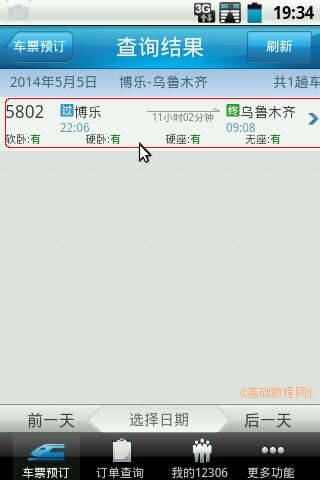 3G 19:34
车票预订 查询结果 刷新
2014年5月5日 博乐-乌鲁木齐 共1趟车
5802 过 博乐 11小时02分钟 终 乌鲁木齐
22:06 09:08
软卧:有 硬卧:有 硬座:有 无座:有
《基础教程网》
前一天 选择日期 后一天
车票预订 订单查询 我的12306 更多功能